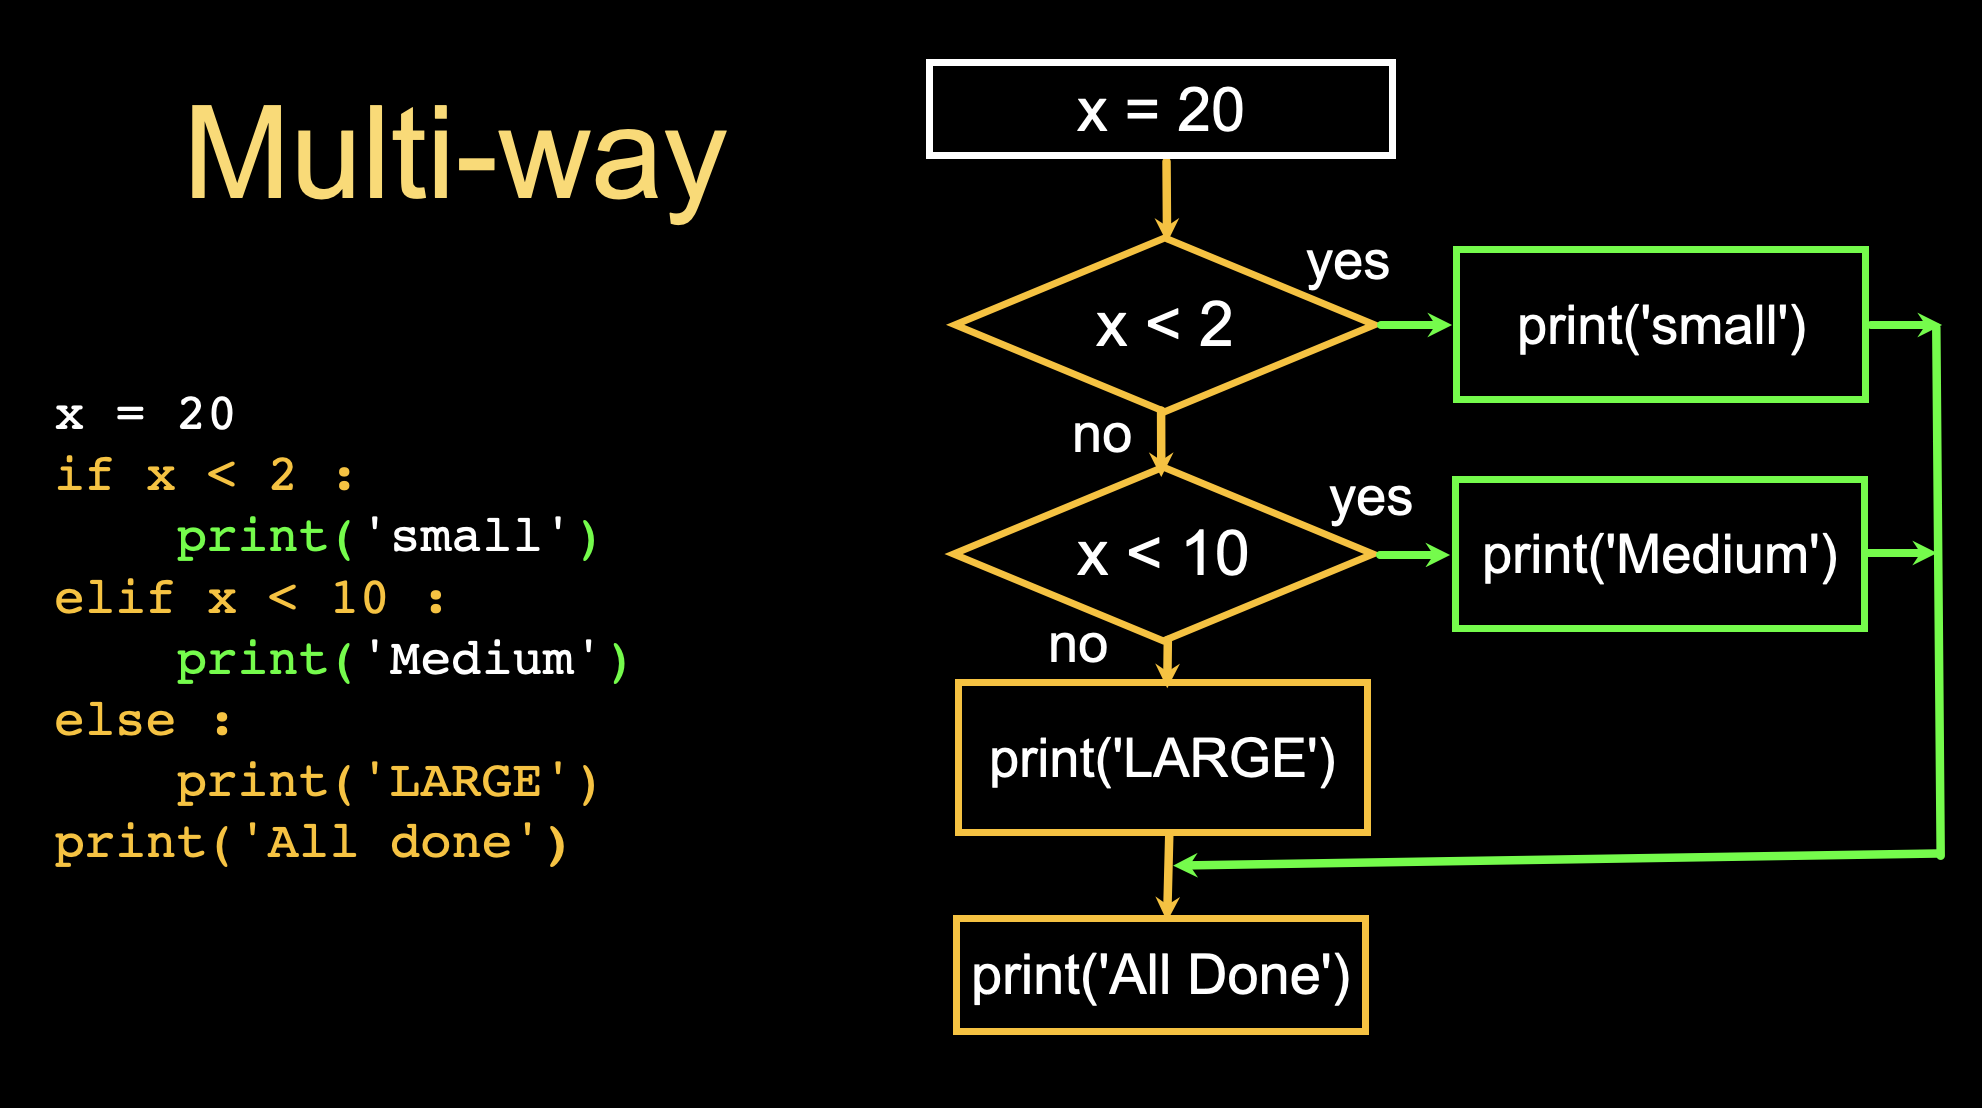 Multi-way
x = 20
if x < 2 :
    print('small')
elif x < 10 :
    print('Medium')
else :
    print('LARGE')
print('All done')
x = 20
yes
x < 2
print('small')
no
yes
x < 10
print('Medium')
no
print('LARGE')
print('All Done')